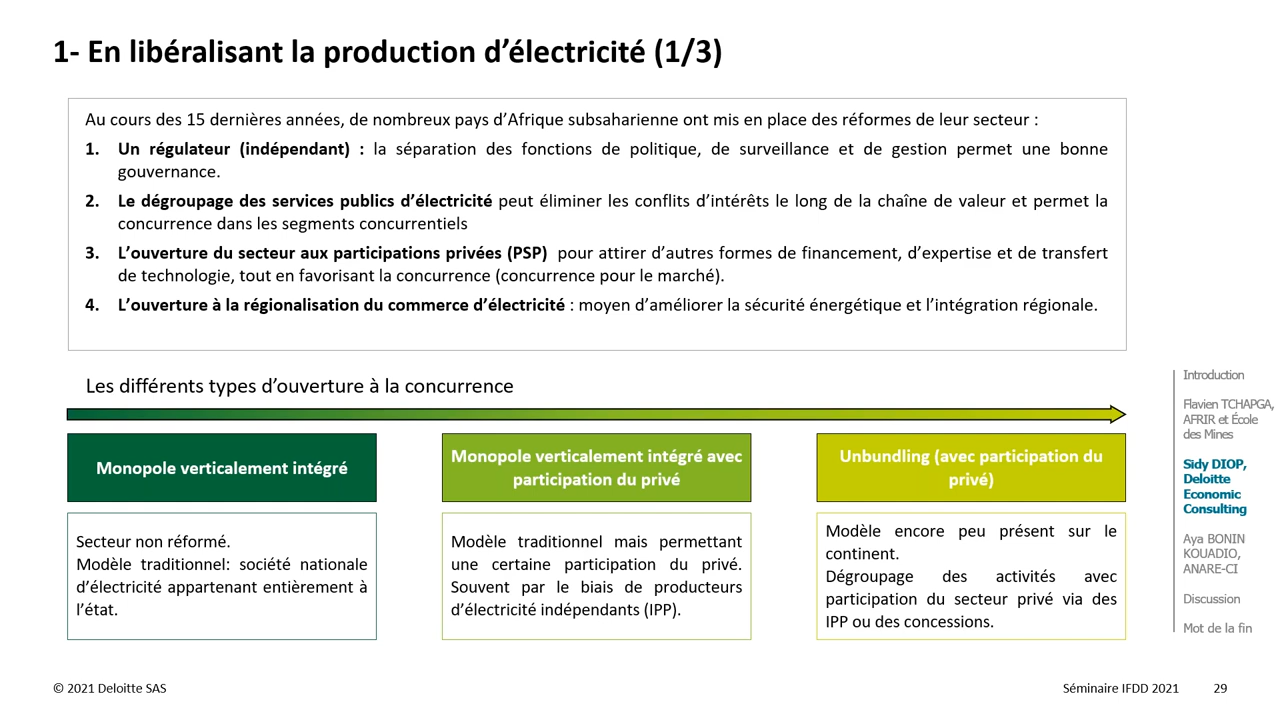 1- En libéralisant la production d’électricité (1/3)
Au cours des 15 dernières années, de nombreux pays d’Afrique subsaharienne ont mis en place des réformes de leur secteur :
1. Un régulateur (indépendant) : la séparation des fonctions de politique, de surveillance et de gestion permet une bonne
gouvernance.
2. Le dégroupage des services publics d’électricité peut éliminer les conflits d’intérêts le long de la chaîne de valeur et permet la
concurrence dans les segments concurrentiels
3. L’ouverture du secteur aux participations privées (PSP) pour attirer d’autres formes de financement, d’expertise et de transfert
de technologie, tout en favorisant la concurrence (concurrence pour le marché).
4. L’ouverture à la régionalisation du commerce d’électricité : moyen d’améliorer la sécurité énergétique et l’intégration régionale.
Les différents types d’ouverture à la concurrence
Monopole verticalement intégré
Secteur non réformé.
Modèle traditionnel: société nationale
d’électricité appartenant entièrement à
l’état.
Monopole verticalement intégré avec
participation du privé
Modèle traditionnel mais permettant
une certaine participation du privé.
Souvent par le biais de producteurs
d’électricité indépendants (IPP).
Unbundling (avec participation du
privé)
Modèle encore peu présent sur le
continent.
Dégroupage des activités avec
participation du secteur privé via des
IPP ou des concessions.
Introduction
Flavien TCHAPGA,
AFRIR et École
des Mines
Sidy DIOP,
Deloitte
Economic
Consulting
Aya BONIN
KOUADIO,
ANARE-CI
Discussion
Mot de la fin
© 2021 Deloitte SAS
Séminaire IFDD 2021
29